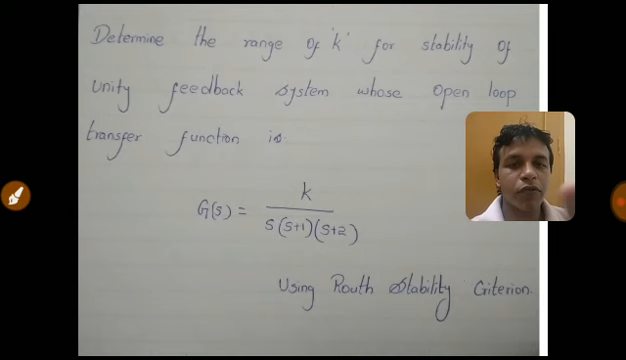 Determine the range of 'k' for stability of
unity feedback system whose open loop
transfer function is.
G(s) = k / s(s+1)(s+2)
Using Routh Stability Criterion.